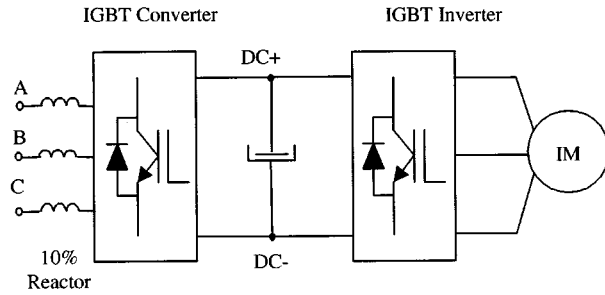 IGBT Converter
IGBT Inverter
DC+
A
B
C
IM
10%
Reactor
DC-